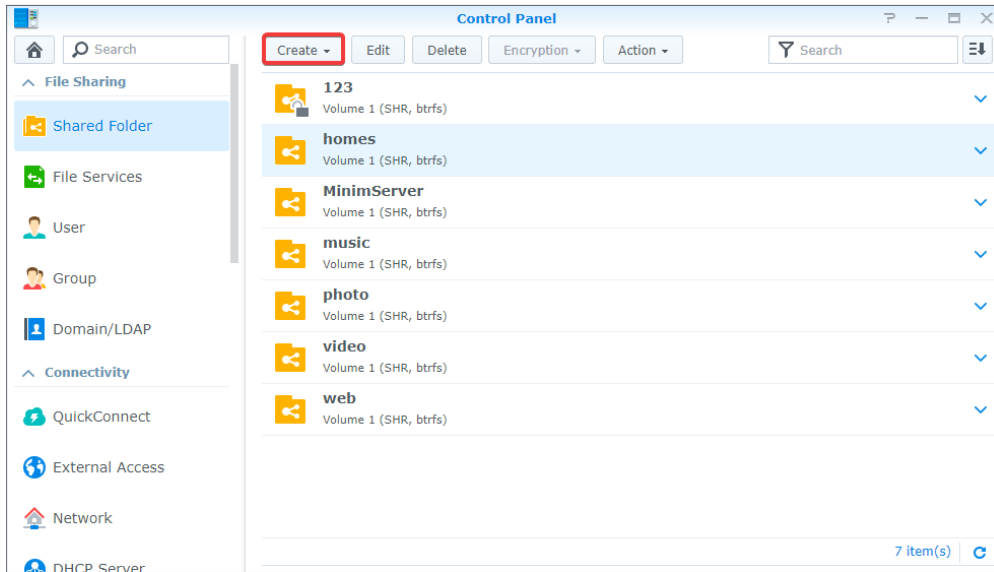 Control Panel
Search
Create Edit Delete Encryption Action Search
File Sharing
Shared Folder
File Services
User
Group
Domain/LDAP
Connectivity
QuickConnect
External Access
Network
DHCP Server
123
Volume 1 (SHR, btrfs)
homes
Volume 1 (SHR, btrfs)
MinimServer
Volume 1 (SHR, btrfs)
music
Volume 1 (SHR, btrfs)
photo
Volume 1 (SHR, btrfs)
video
Volume 1 (SHR, btrfs)
web
Volume 1 (SHR, btrfs)
7 item(s)